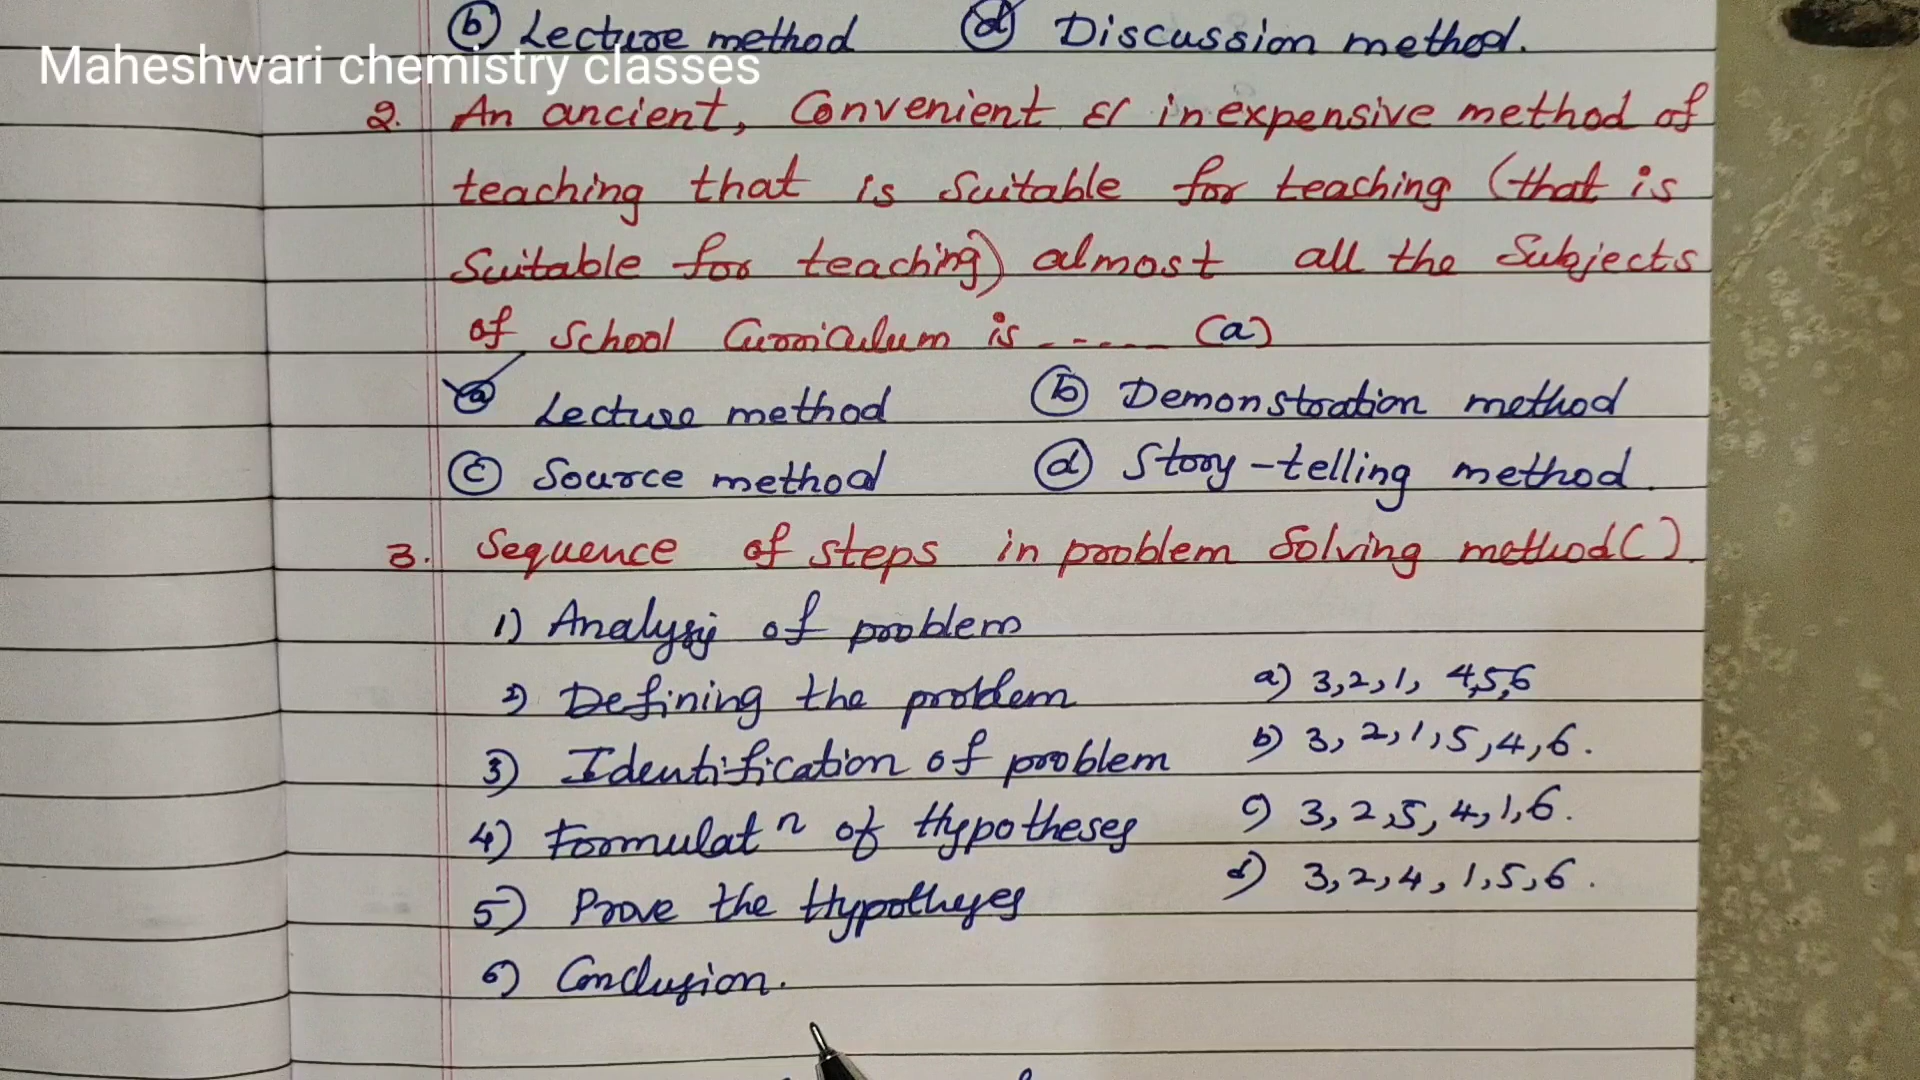 ⓑ Lecture method ⓓ Discussion method.
Maheshwari chemistry classes
2. An ancient, Convenient & inexpensive method of
teaching that is Suitable for teaching (that is
Suitable for teaching) almost all the Subjects
of School Curriculum is ----- (a)
ⓐ Lecture method ⓑ Demonstration method
ⓒ Source method ⓓ Story-telling method.
3. Sequence of steps in problem Solving method ( ).
1) Analysis of problem
2) Defining the problem a) 3,2,1, 4,5,6
3) Identification of problem b) 3, 2,1,5,4,6.
4) Formulatn of Hypotheses c) 3, 2,5, 4,1,6.
5) Prove the Hypotheses d) 3,2,4, 1,5,6.
6) Conclusion.